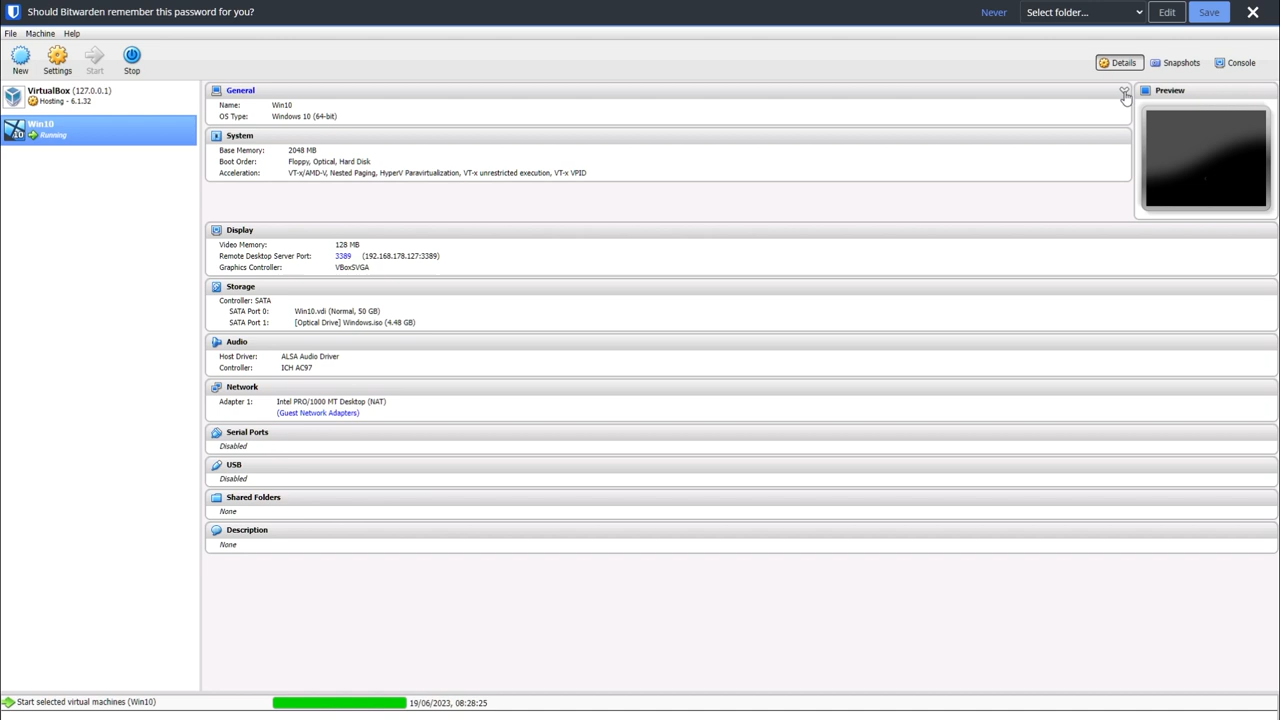 Should Bitwarden remember this password for you?
Never
Select folder...
Edit
Save
File Machine Help
New Settings Start Stop
Details Snapshots Console
VirtualBox (127.0.0.1)
Hosting - 6.1.32
10
Win10
Running
General
Name: Win10
OS Type: Windows 10 (64-bit)
Preview
System
Base Memory: 2048 MB
Boot Order: Floppy, Optical, Hard Disk
Acceleration: VT-x/AMD-V, Nested Paging, HyperV Paravirtualization, VT-x unrestricted execution, VT-x VPID
Display
Video Memory: 128 MB
Remote Desktop Server Port: 3389 (192.168.178.127:3389)
Graphics Controller: VBoxSVGA
Storage
Controller: SATA
SATA Port 0: Win10.vdi (Normal, 50 GB)
SATA Port 1: [Optical Drive] Windows.iso (4.48 GB)
Audio
Host Driver: ALSA Audio Driver
Controller: ICH AC97
Network
Adapter 1: Intel PRO/1000 MT Desktop (NAT)
(Guest Network Adapters)
Serial Ports
Disabled
USB
Disabled
Shared Folders
None
Description
None
Start selected virtual machines (Win10) 19/06/2023, 08:28:25